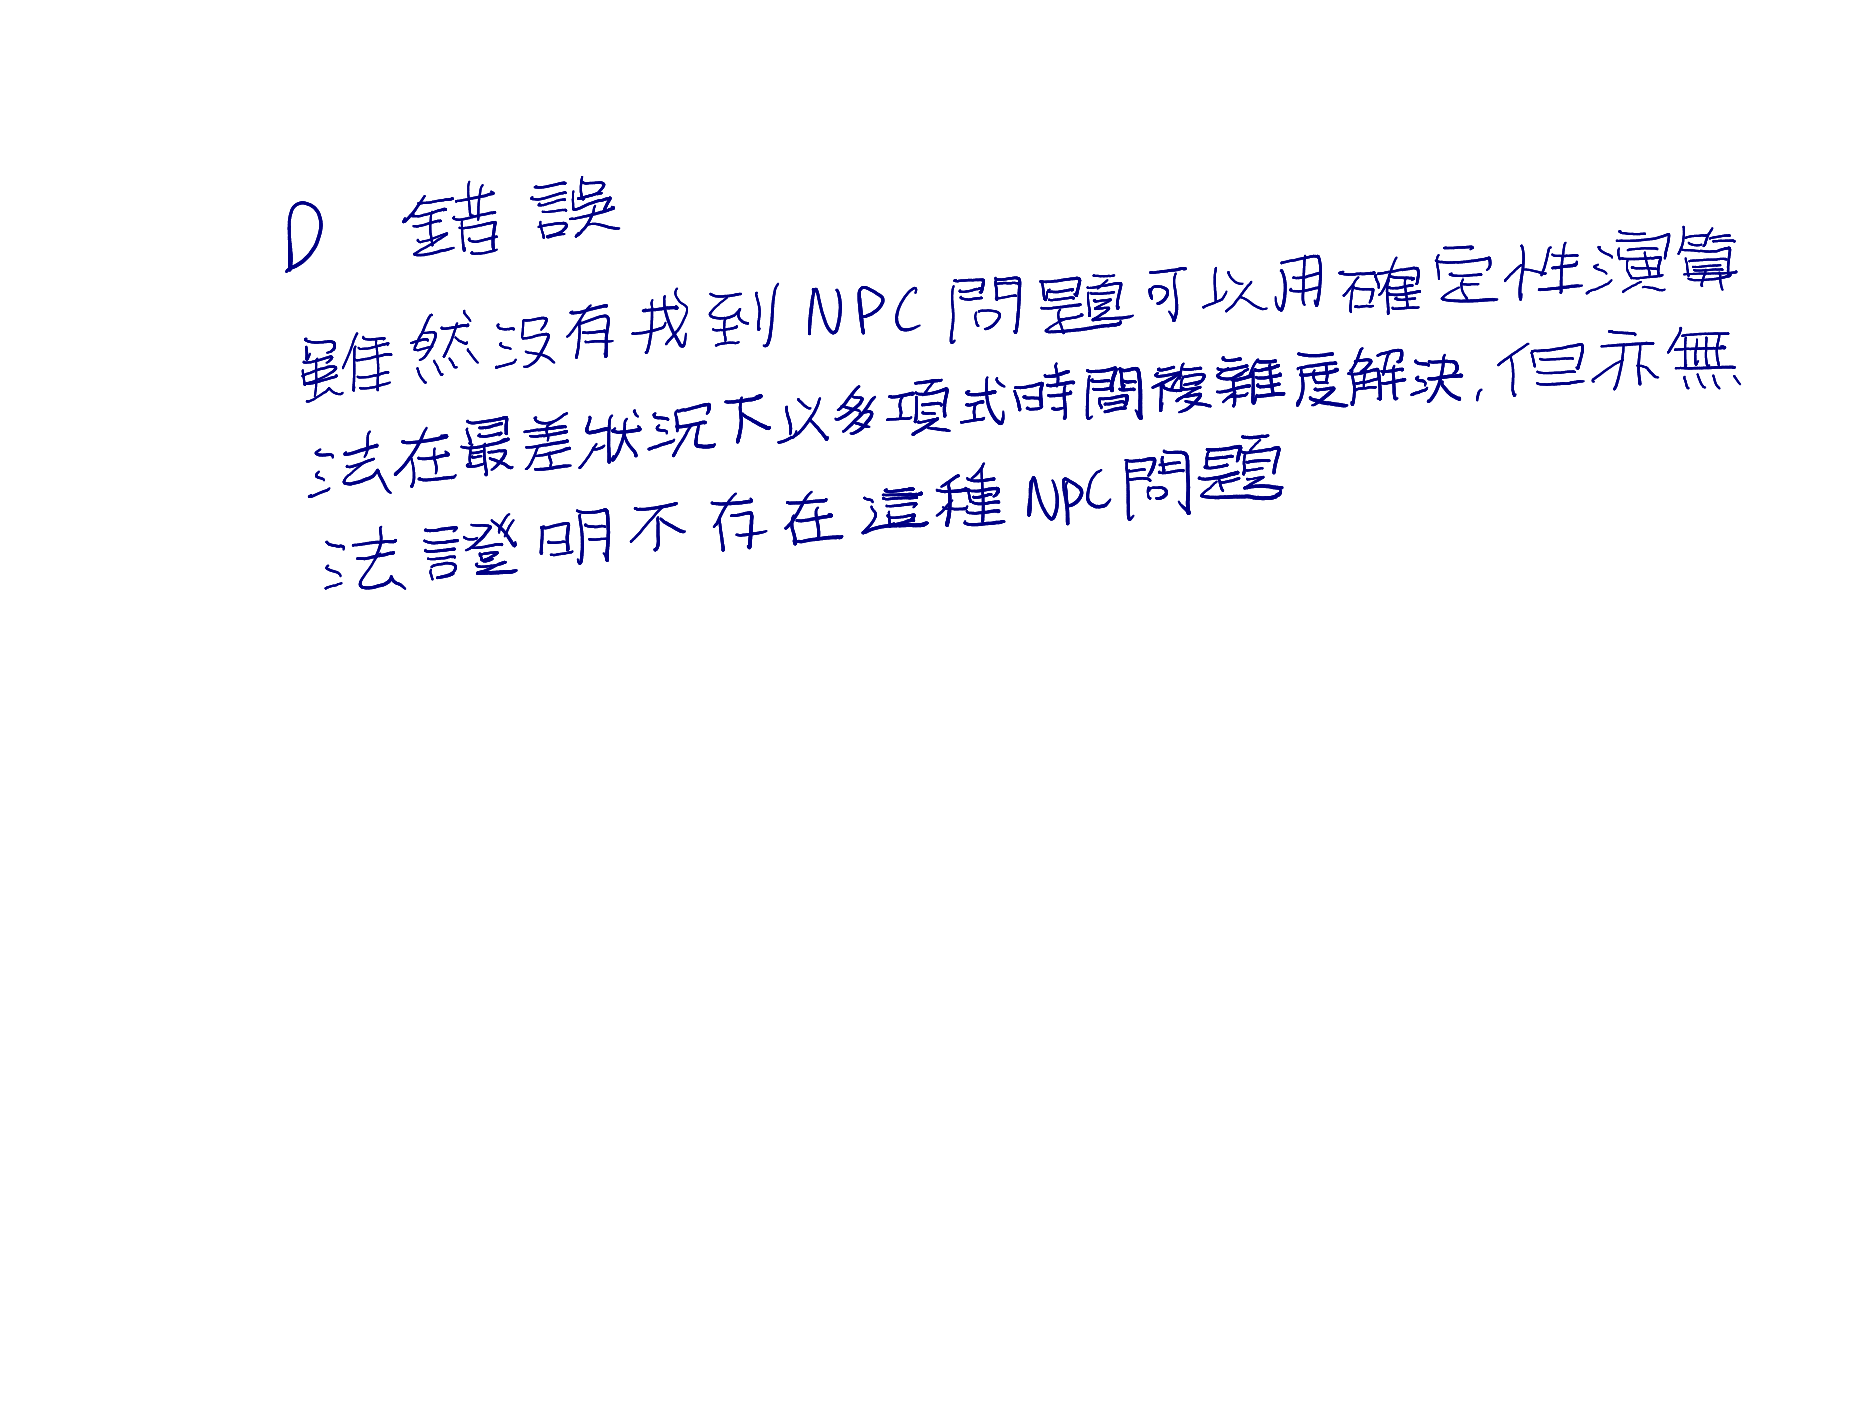 D 錯誤
雖然沒有找到NPC問題可以用確定性演算
法在最差狀況下以多項式時間複雜度解決,但亦無
法證明不存在這種NPC問題